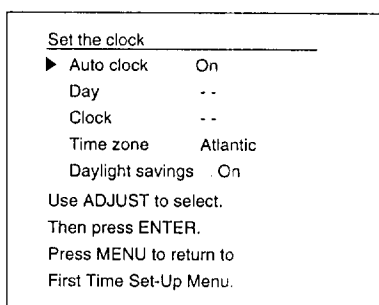 Set the clock
▶ Auto clock On
Day - -
Clock - -
Time zone Atlantic
Daylight savings On
Use ADJUST to select.
Then press ENTER.
Press MENU to return to
First Time Set-Up Menu.